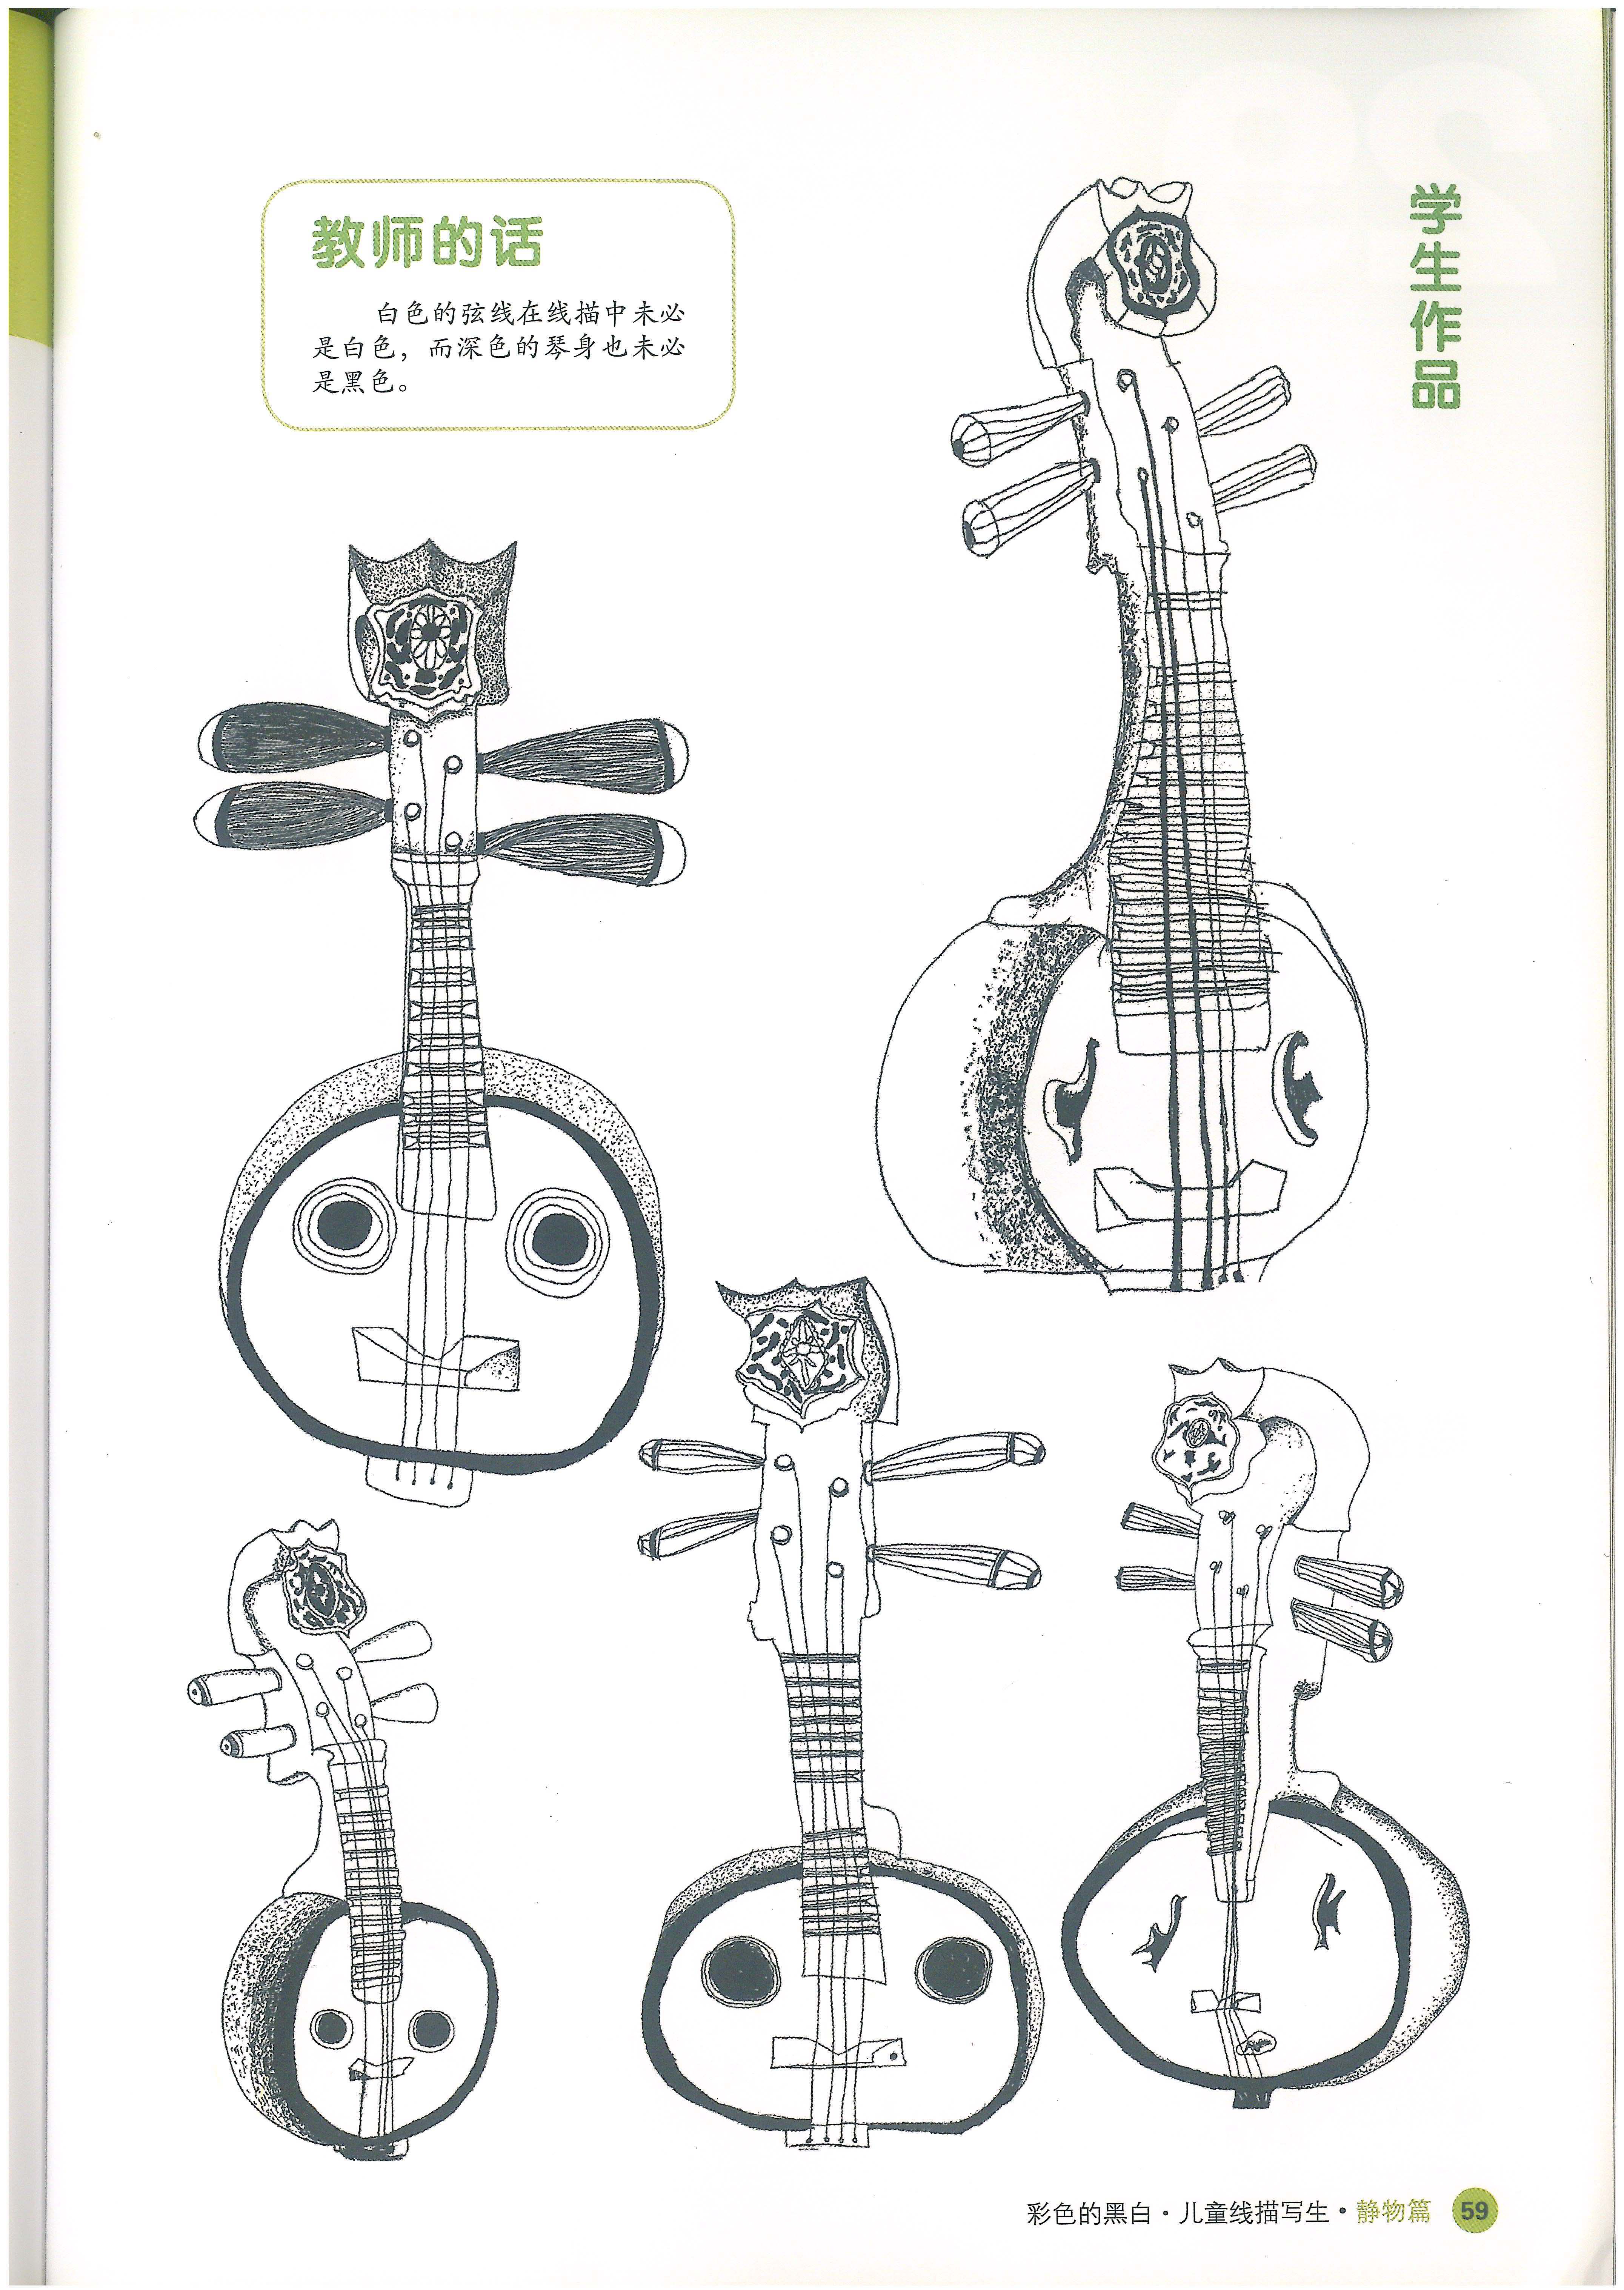 教师的话
白色的弦线在线描中未必
是白色，而深色的琴身也未必
是黑色。
学生作品
彩色的黑白·儿童线描写生·静物篇 59